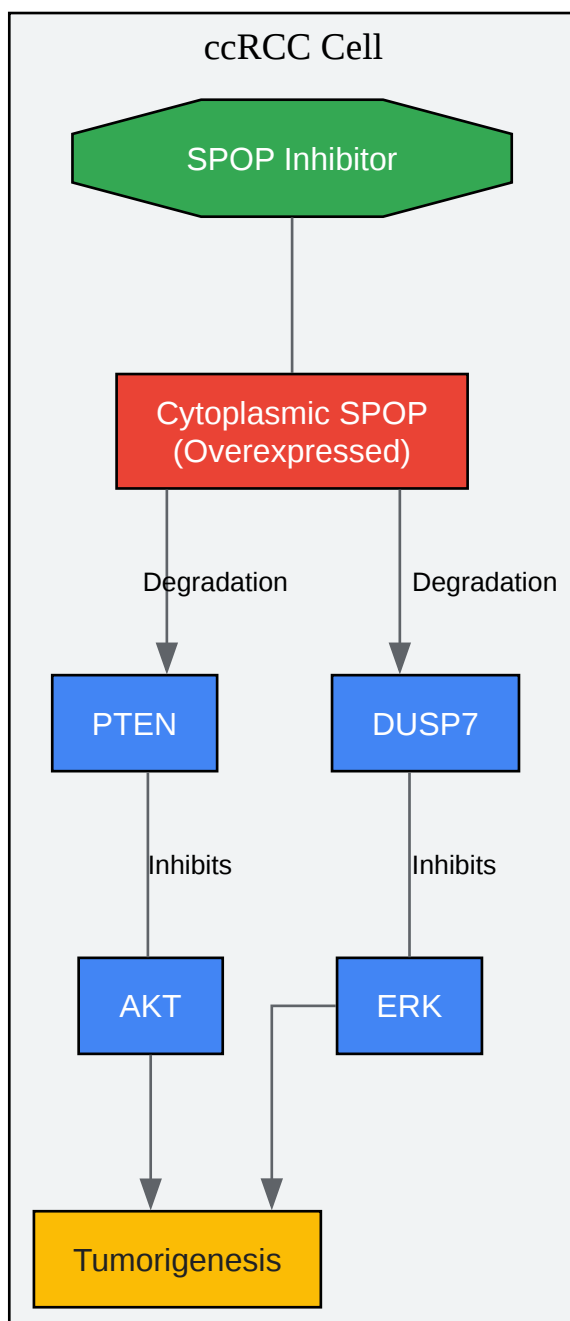 ccRCC Cell
SPOP Inhibitor
Cytoplasmic SPOP
(Overexpressed)
Degradation
Degradation
PTEN
DUSP7
Inhibits
Inhibits
AKT
ERK
Tumorigenesis